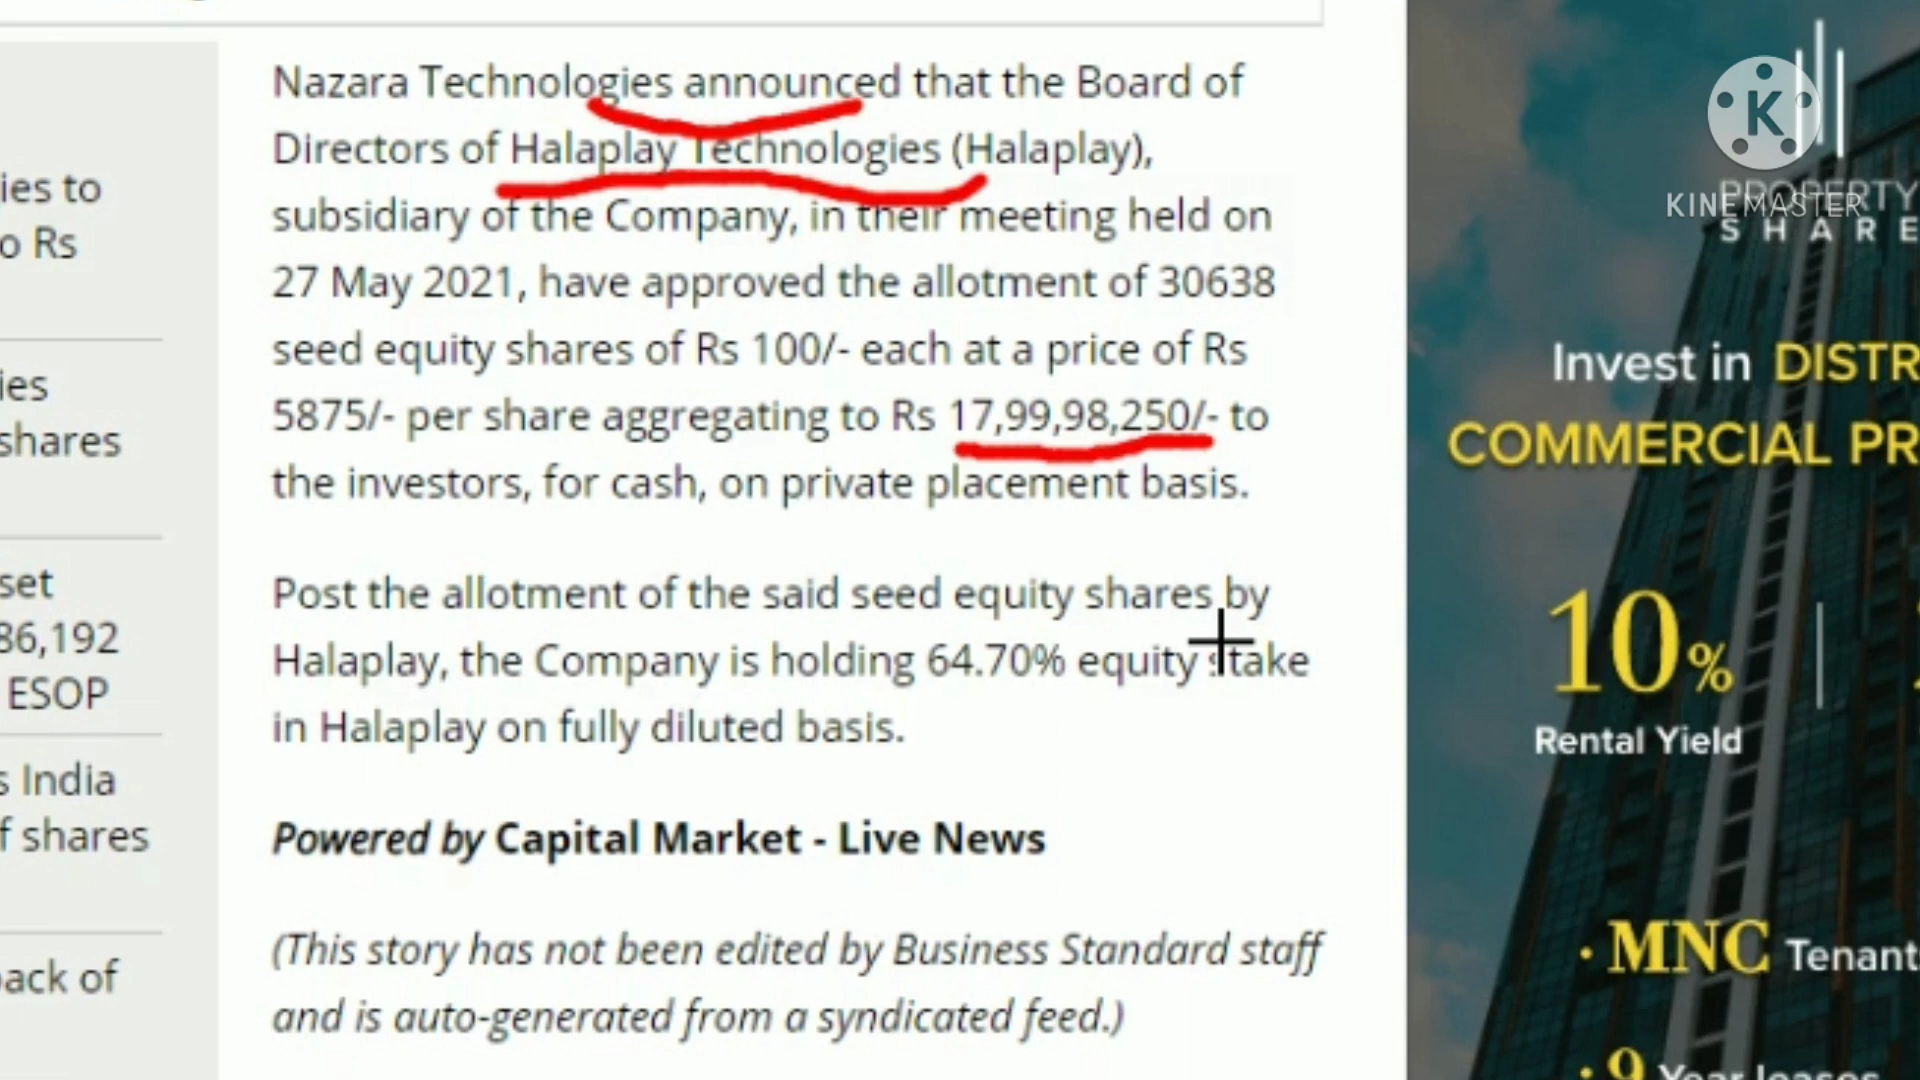 Nazara Technologies announced that the Board of
Directors of Halaplay Technologies (Halaplay),
subsidiary of the Company, in their meeting held on
27 May 2021, have approved the allotment of 30638
seed equity shares of Rs 100/- each at a price of Rs
5875/- per share aggregating to Rs 17,99,98,250/- to
the investors, for cash, on private placement basis.
Post the allotment of the said seed equity shares by
Halaplay, the Company is holding 64.70% equity stake
in Halaplay on fully diluted basis.
Powered by Capital Market - Live News
(This story has not been edited by Business Standard staff
and is auto-generated from a syndicated feed.)
ies to
o Rs
ies
shares
set
86,192
ESOP
s India
f shares
ack of
K
KINEMASTER
PROPERTY
SHARE
Invest in DISTR
COMMERCIAL PR
10%
Rental Yield
· MNC Tenants
· 9 Year leases